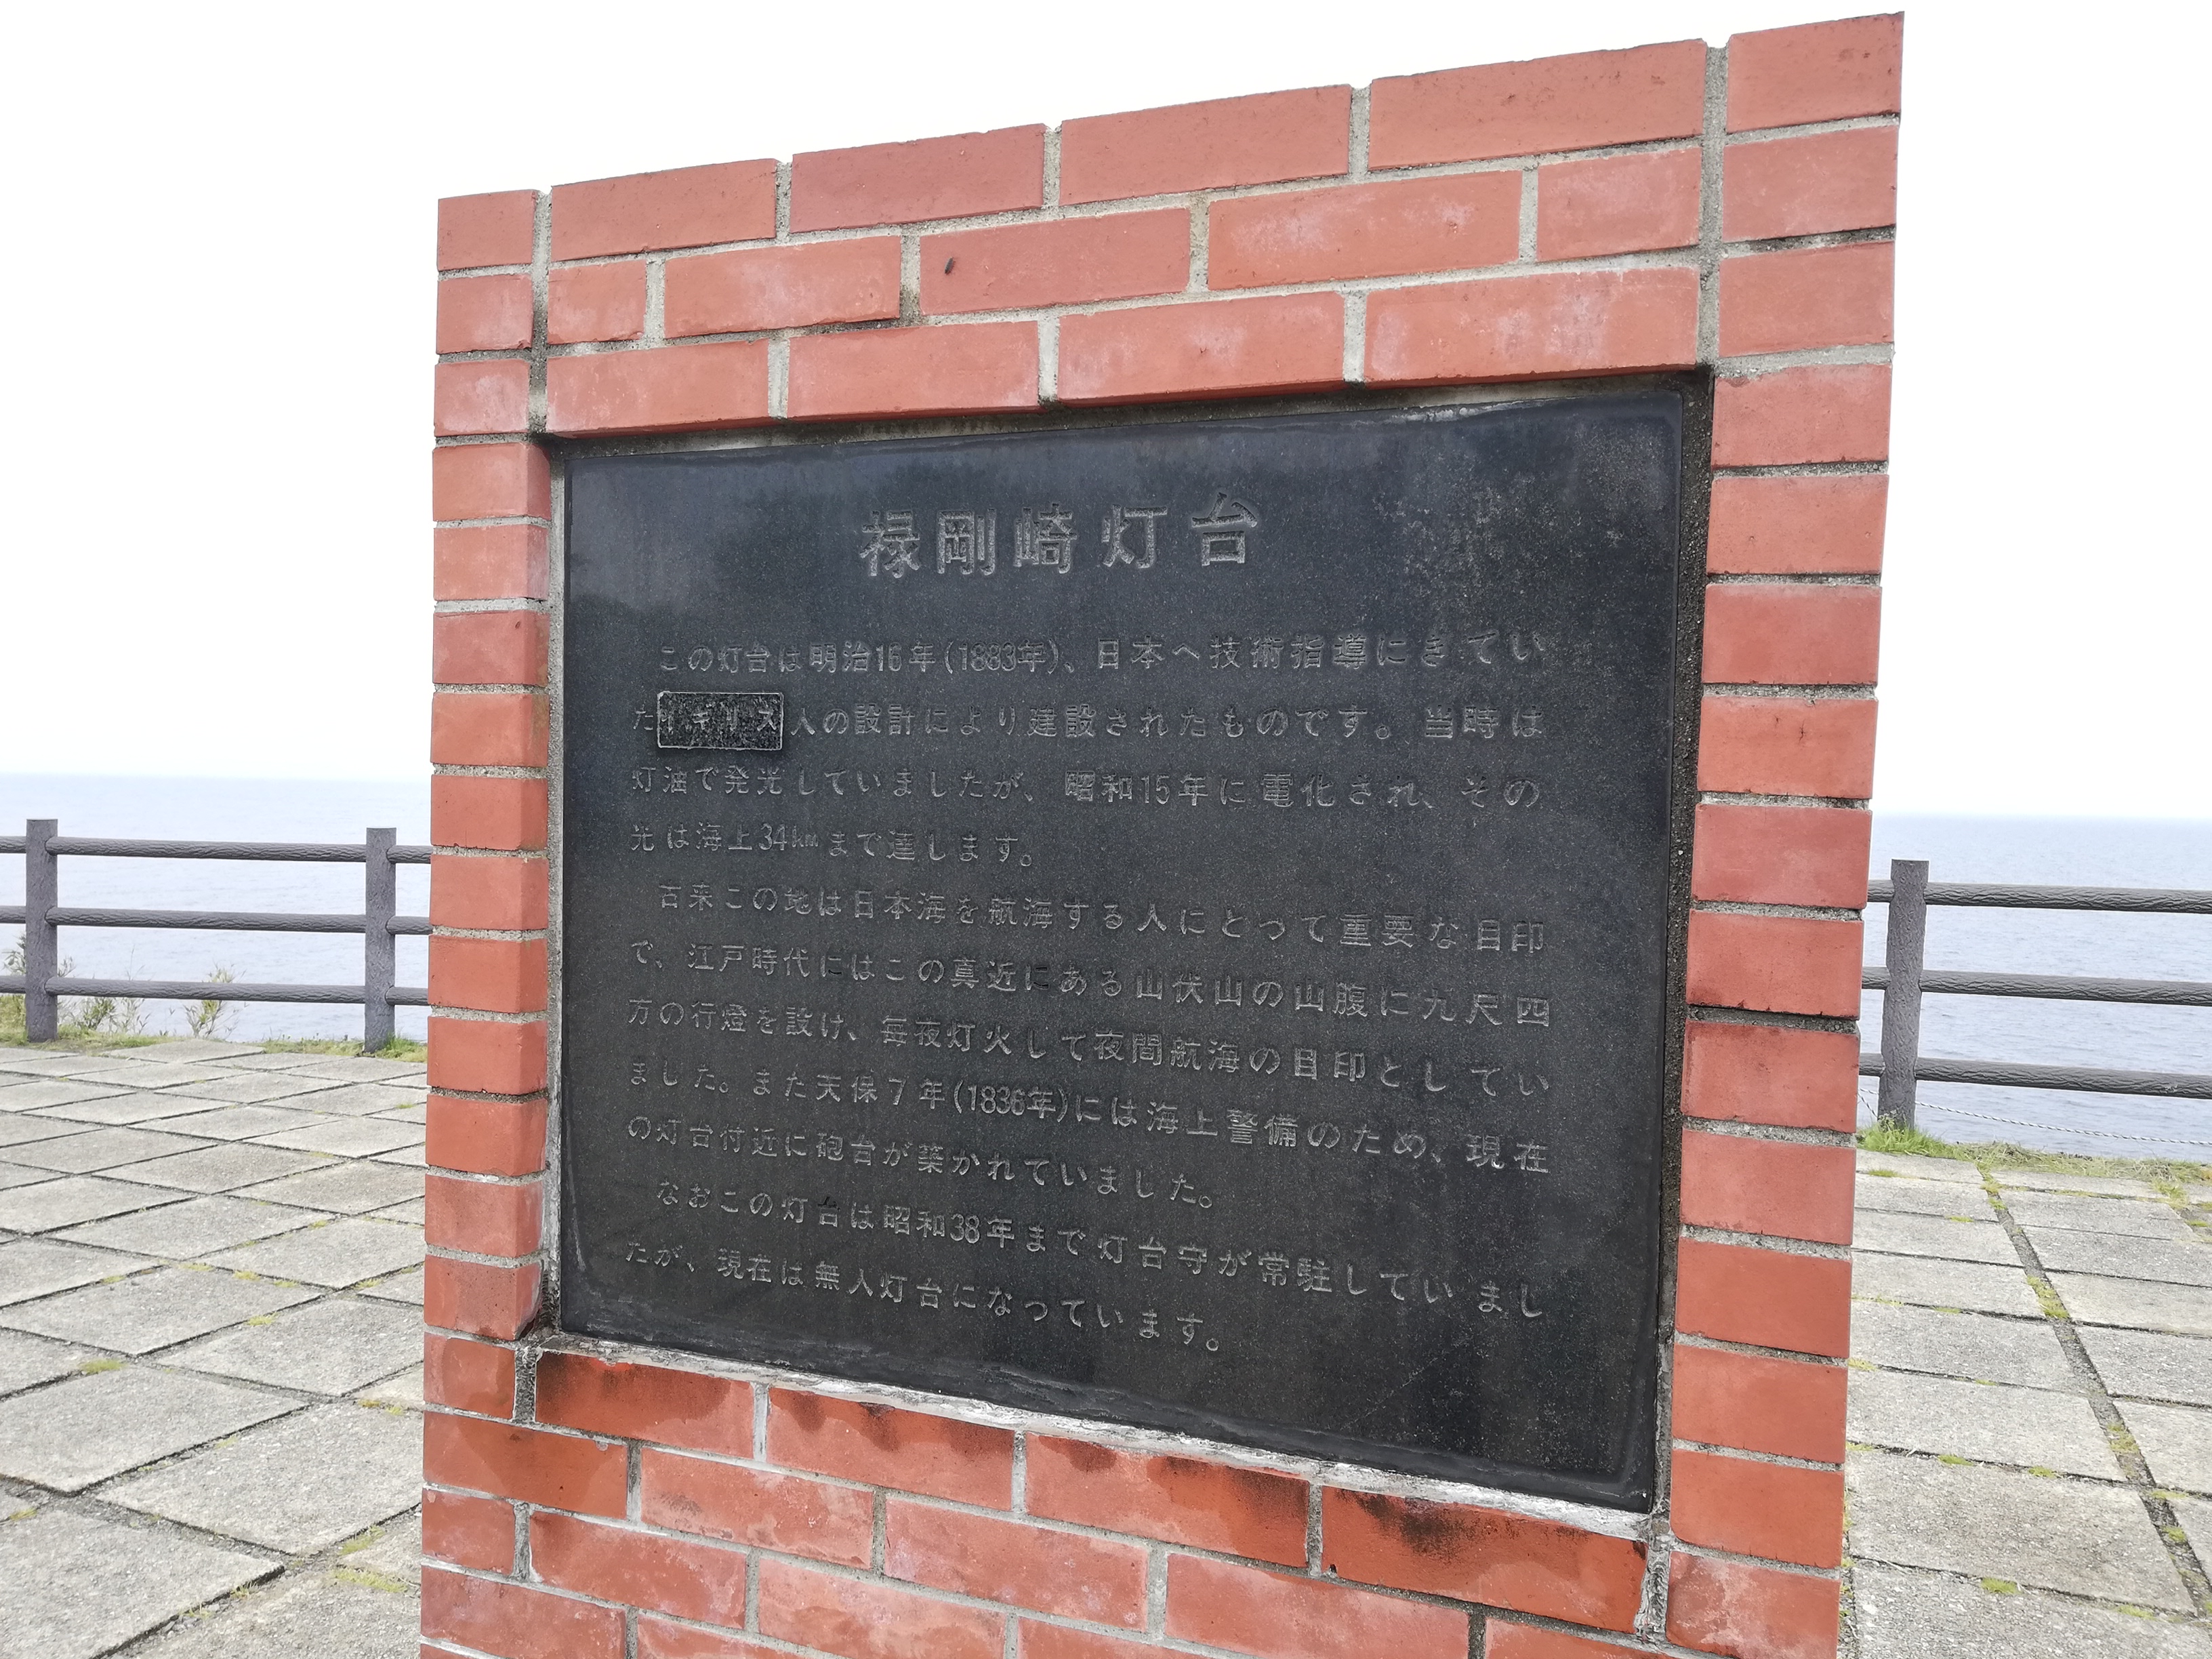 禄剛崎灯台
この灯台は明治16年(1883年)、日本へ技術指導にきてい
たイギリス人の設計により建設されたものです。当時は
灯油で発光していましたが、昭和15年に電化され、その
光は海上34㎞まで達します。
古来この地は日本海を航海する人にとって重要な目印
で、江戸時代にはこの真近にある山伏山の山腹に九尺四
方の行燈を設け、毎夜灯火して夜間航海の目印としてい
ました。また天保7年(1836年)には海上警備のため、現在
の灯台付近に砲台が築かれていました。
なおこの灯台は昭和38年まで灯台守が常駐していまし
たが、現在は無人灯台になっています。